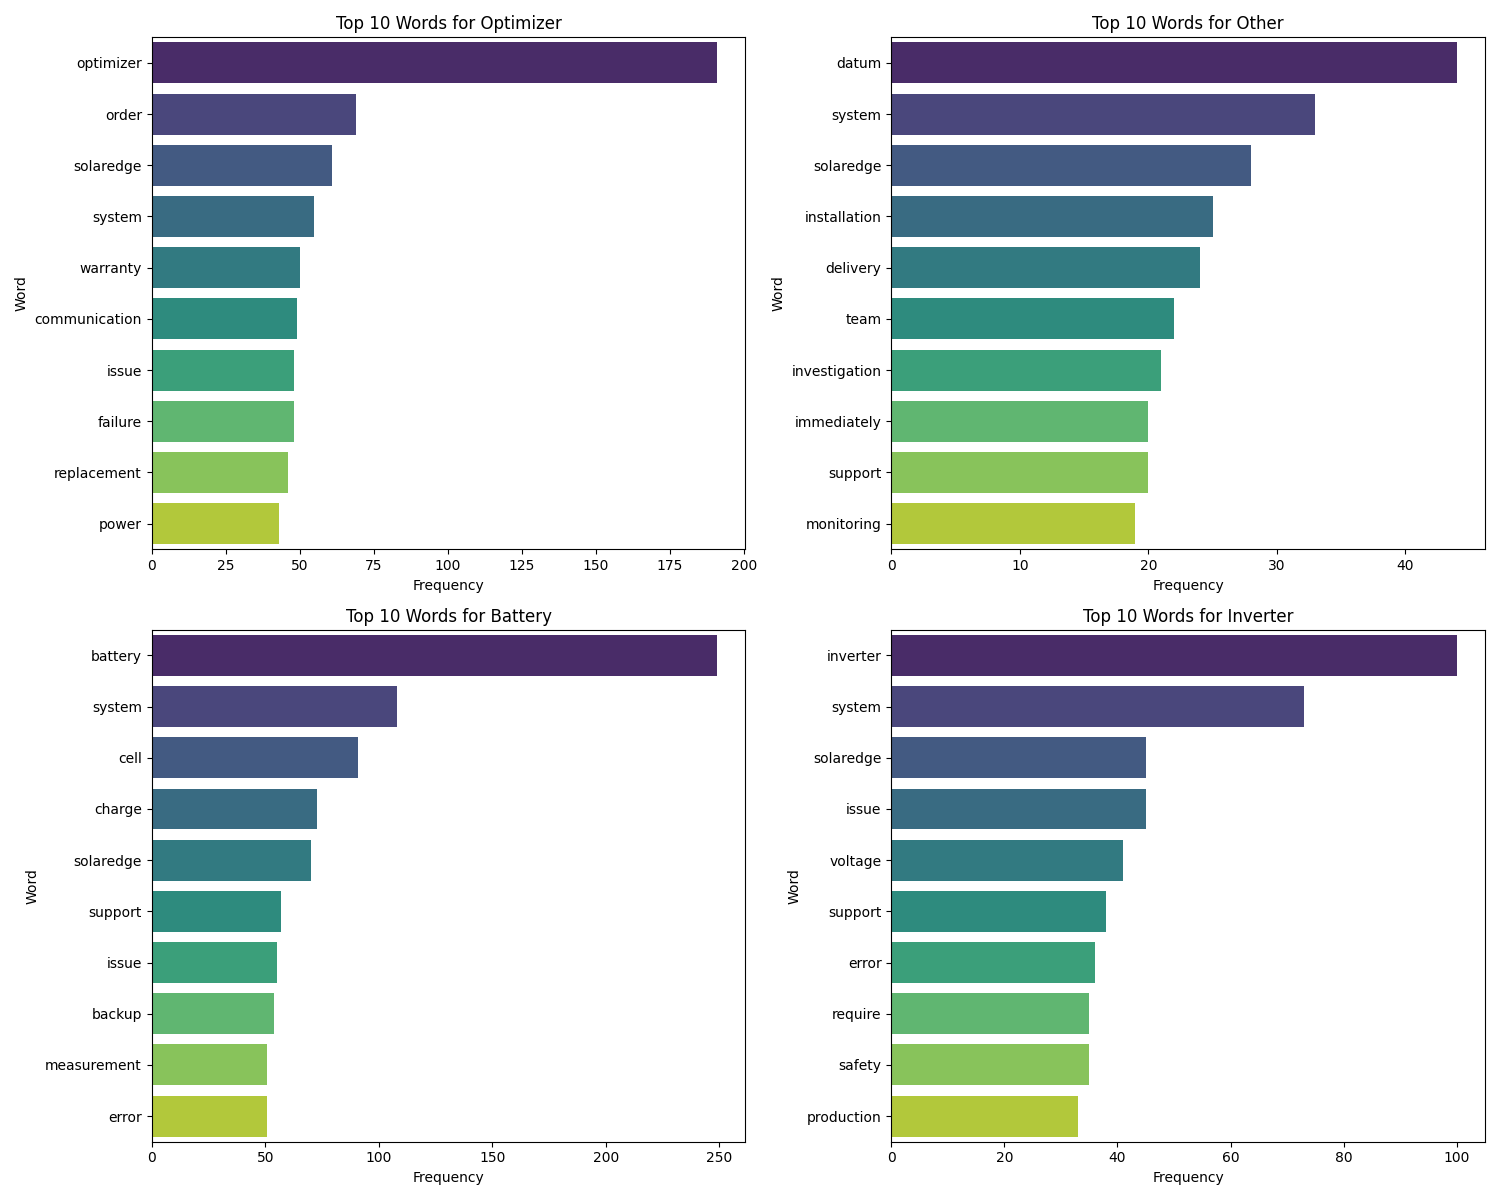 Top 10 Words for Optimizer
optimizer
order
solaredge
system
warranty
communication
issue
failure
replacement
power
Word
0 25 50 75 100 125 150 175 200
Frequency
Top 10 Words for Other
datum
system
solaredge
installation
delivery
team
investigation
immediately
support
monitoring
Word
0 10 20 30 40
Frequency
Top 10 Words for Battery
battery
system
cell
charge
solaredge
support
issue
backup
measurement
error
Word
0 50 100 150 200 250
Frequency
Top 10 Words for Inverter
inverter
system
solaredge
issue
voltage
support
error
require
safety
production
Word
0 20 40 60 80 100
Frequency